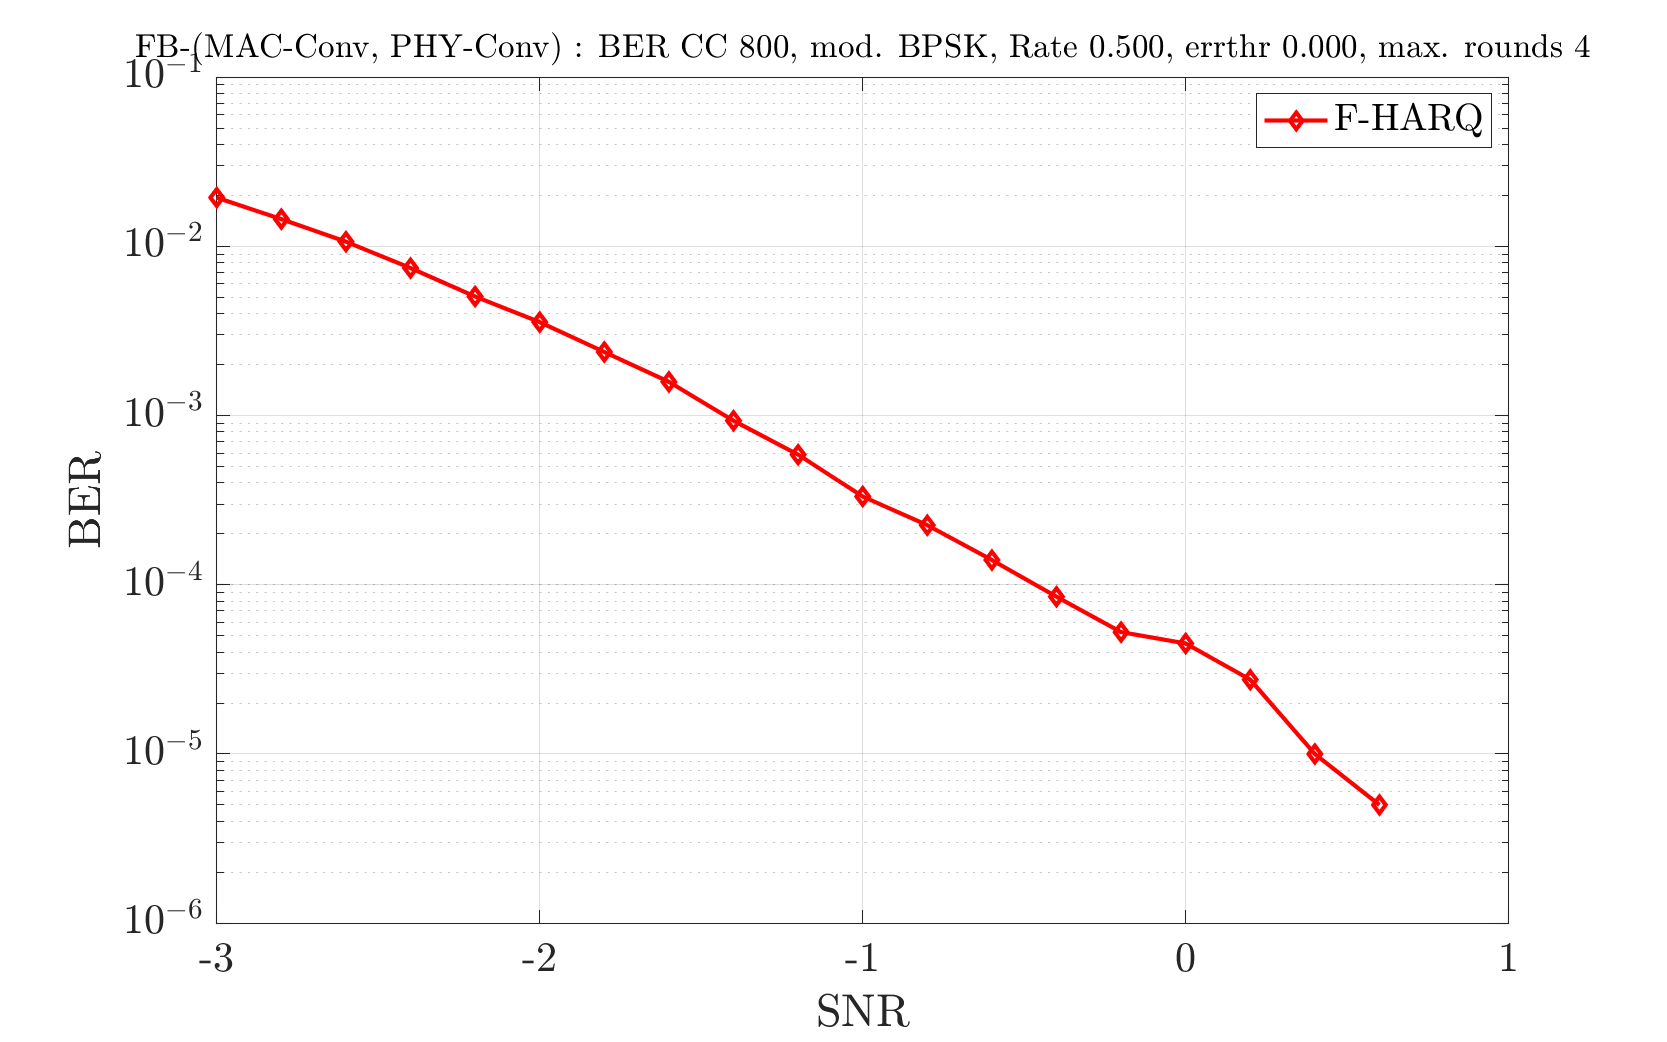 FB-(MAC-Conv, PHY-Conv) : BER CC 800, mod. BPSK, Rate 0.500, errthr 0.000, max. rounds 4
10⁻¹
F-HARQ
10⁻²
10⁻³
BER
10⁻⁴
10⁻⁵
10⁻⁶
-3 -2 -1 0 1
SNR